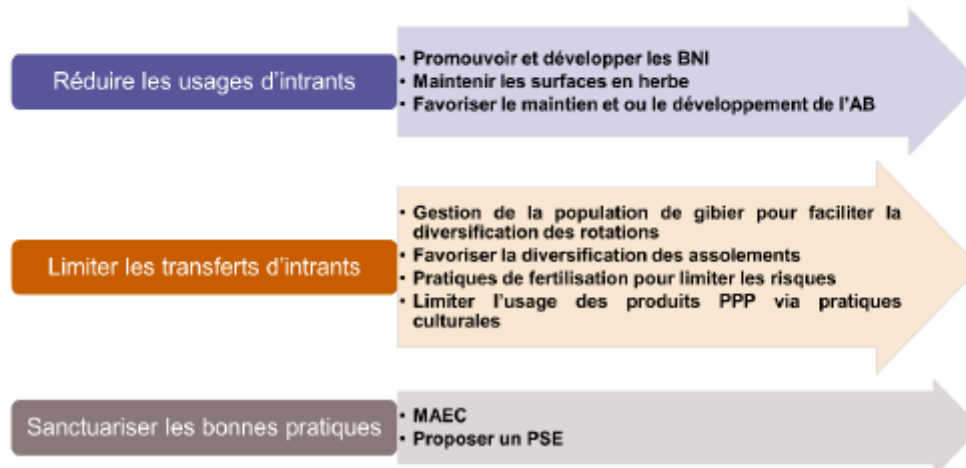 Réduire les usages d'intrants
• Promouvoir et développer les BNI
• Maintenir les surfaces en herbe
• Favoriser le maintien et ou le développement de l'AB
Limiter les transferts d'intrants
• Gestion de la population de gibier pour faciliter la
diversification des rotations
• Favoriser la diversification des assolements
• Pratiques de fertilisation pour limiter les risques
• Limiter l'usage des produits PPP via pratiques
culturales
Sanctuariser les bonnes pratiques
• MAEC
• Proposer un PSE